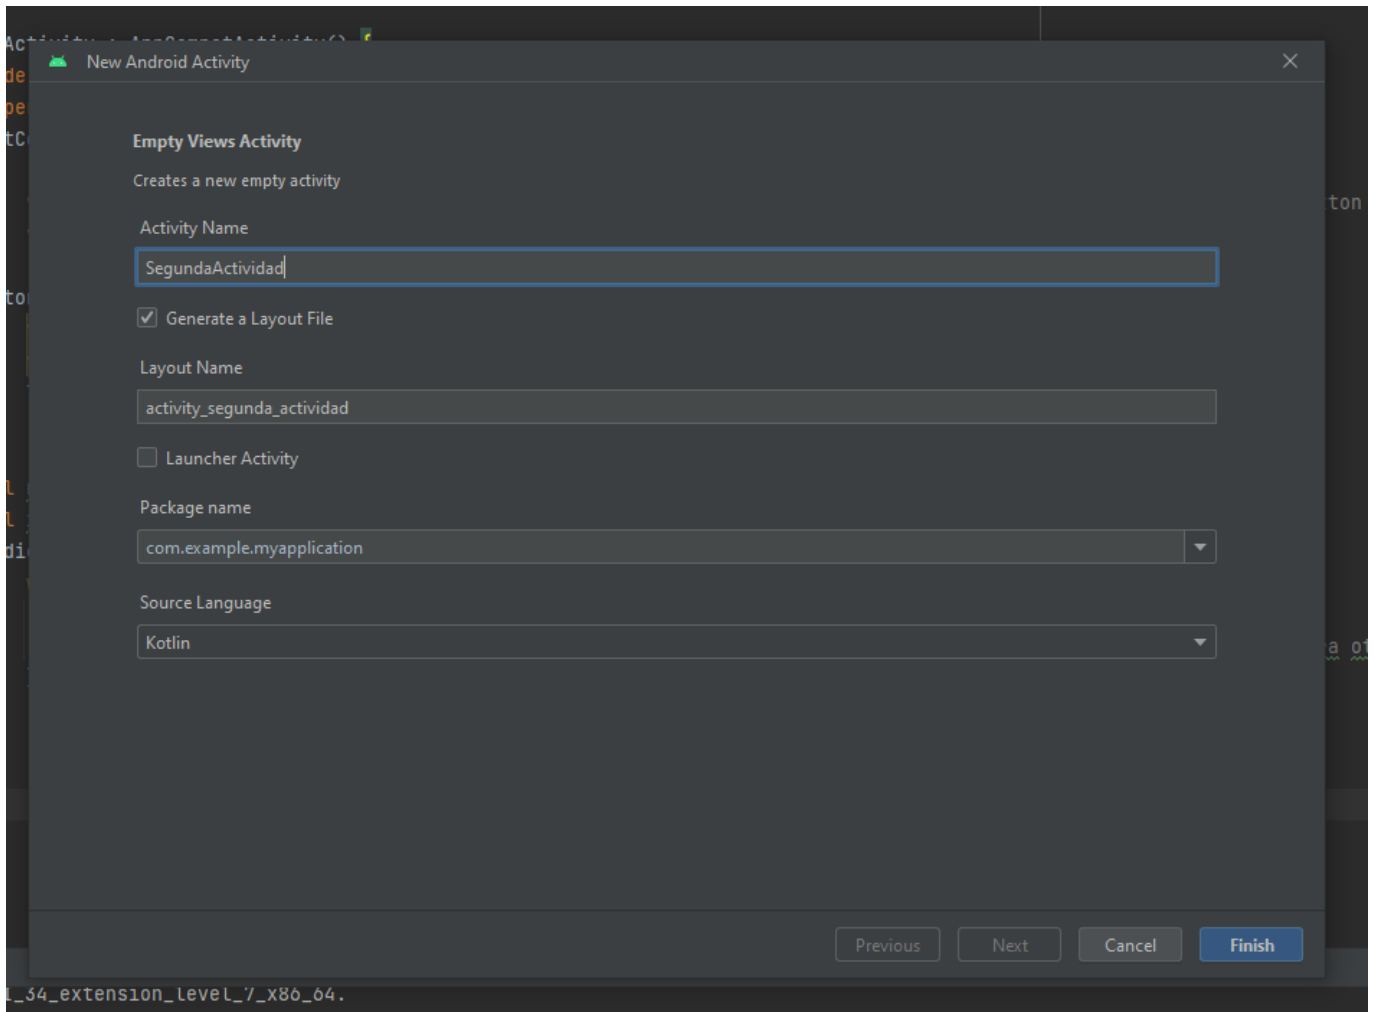 New Android Activity
Empty Views Activity
Creates a new empty activity
Activity Name
SegundaActividad
Generate a Layout File
Layout Name
activity_segunda_actividad
Launcher Activity
Package name
com.example.myapplication
Source Language
Kotlin
Previous Next Cancel Finish
_34_extension_level_7_x86_64.